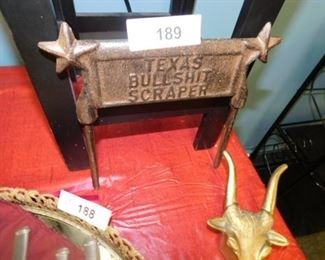 189
TEXAS
BULLSHIT
SCRAPER
188